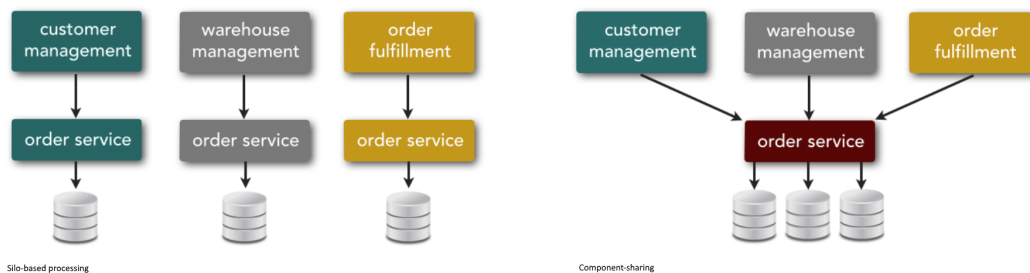 customer
management
warehouse
management
order
fulfillment
order service
order service
order service
Silo-based processing
customer
management
warehouse
management
order
fulfillment
order service
Component-sharing